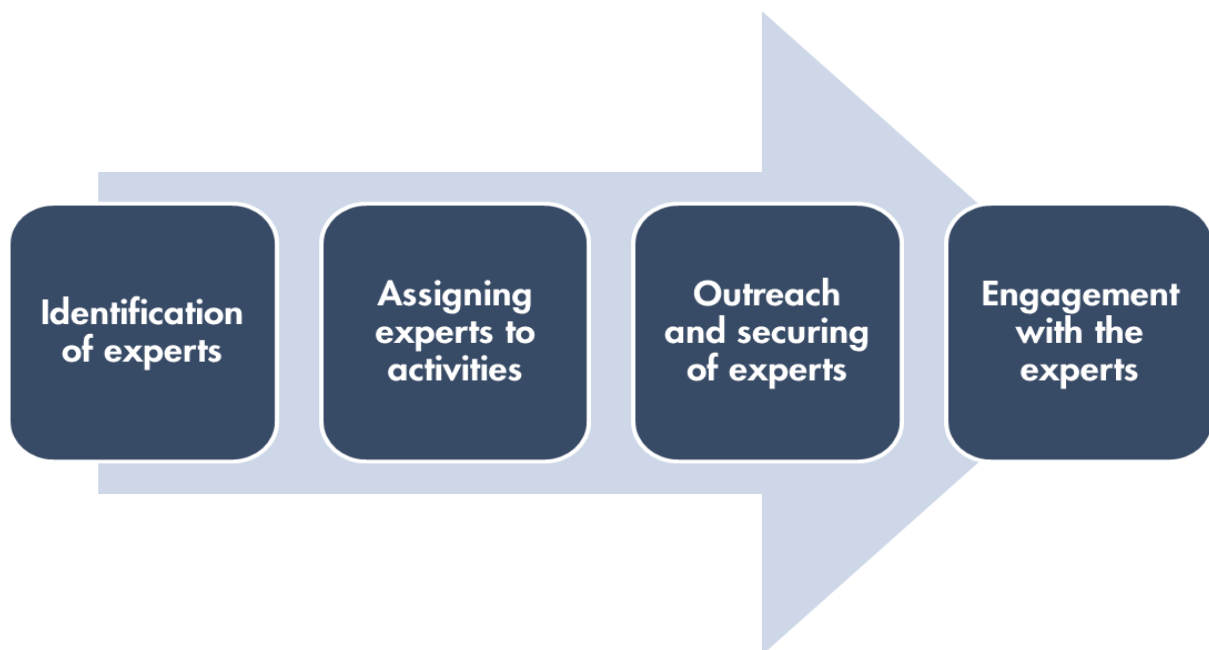 Identification
of experts
Assigning
experts to
activities
Outreach
and securing
of experts
Engagement
with the
experts